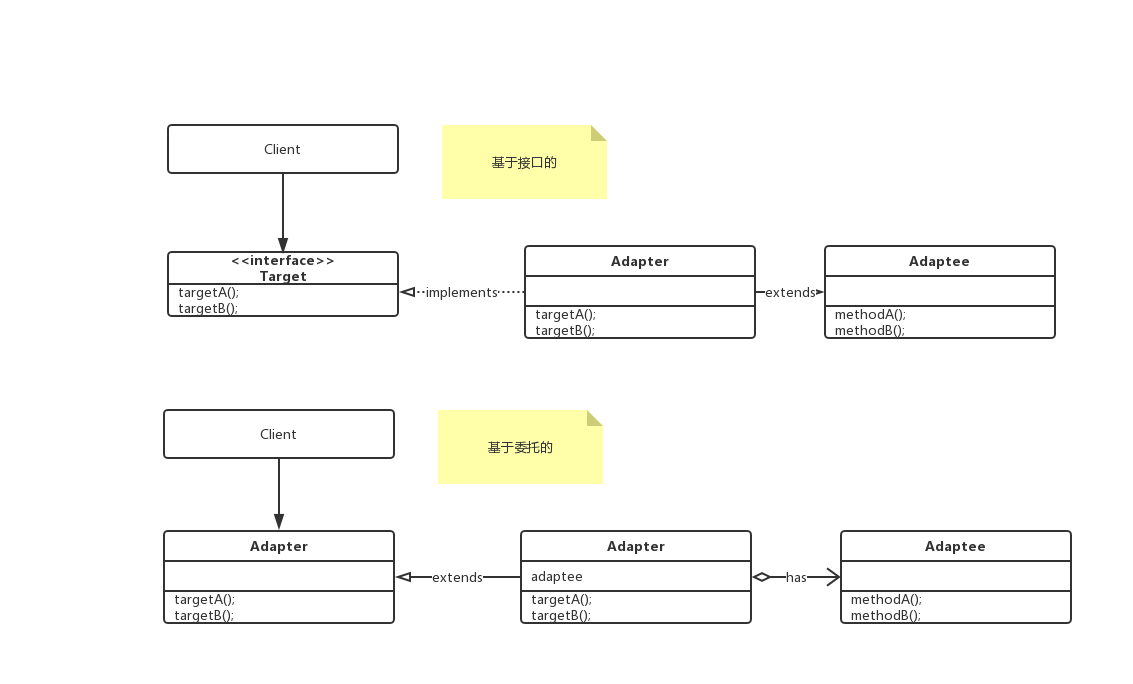 Client
基于接口的
<<interface>>
Target
targetA();
targetB();
implements
Adapter
targetA();
targetB();
extends
Adaptee
methodA();
methodB();
Client
基于委托的
Adapter
targetA();
targetB();
extends
Adapter
adaptee
targetA();
targetB();
has
Adaptee
methodA();
methodB();